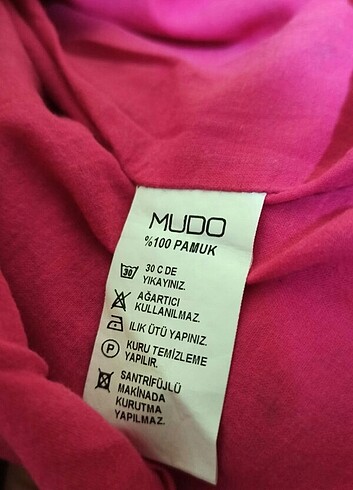 MUDO
%100 PAMUK
30 30 C DE
YIKAYINIZ.
AĞARTICI
KULLANILMAZ.
ILIK ÜTÜ YAPINIZ.
P KURU TEMİZLEME
YAPILIR.
SANTRİFÜJLÜ
MAKİNADA
KURUTMA
YAPILMAZ.